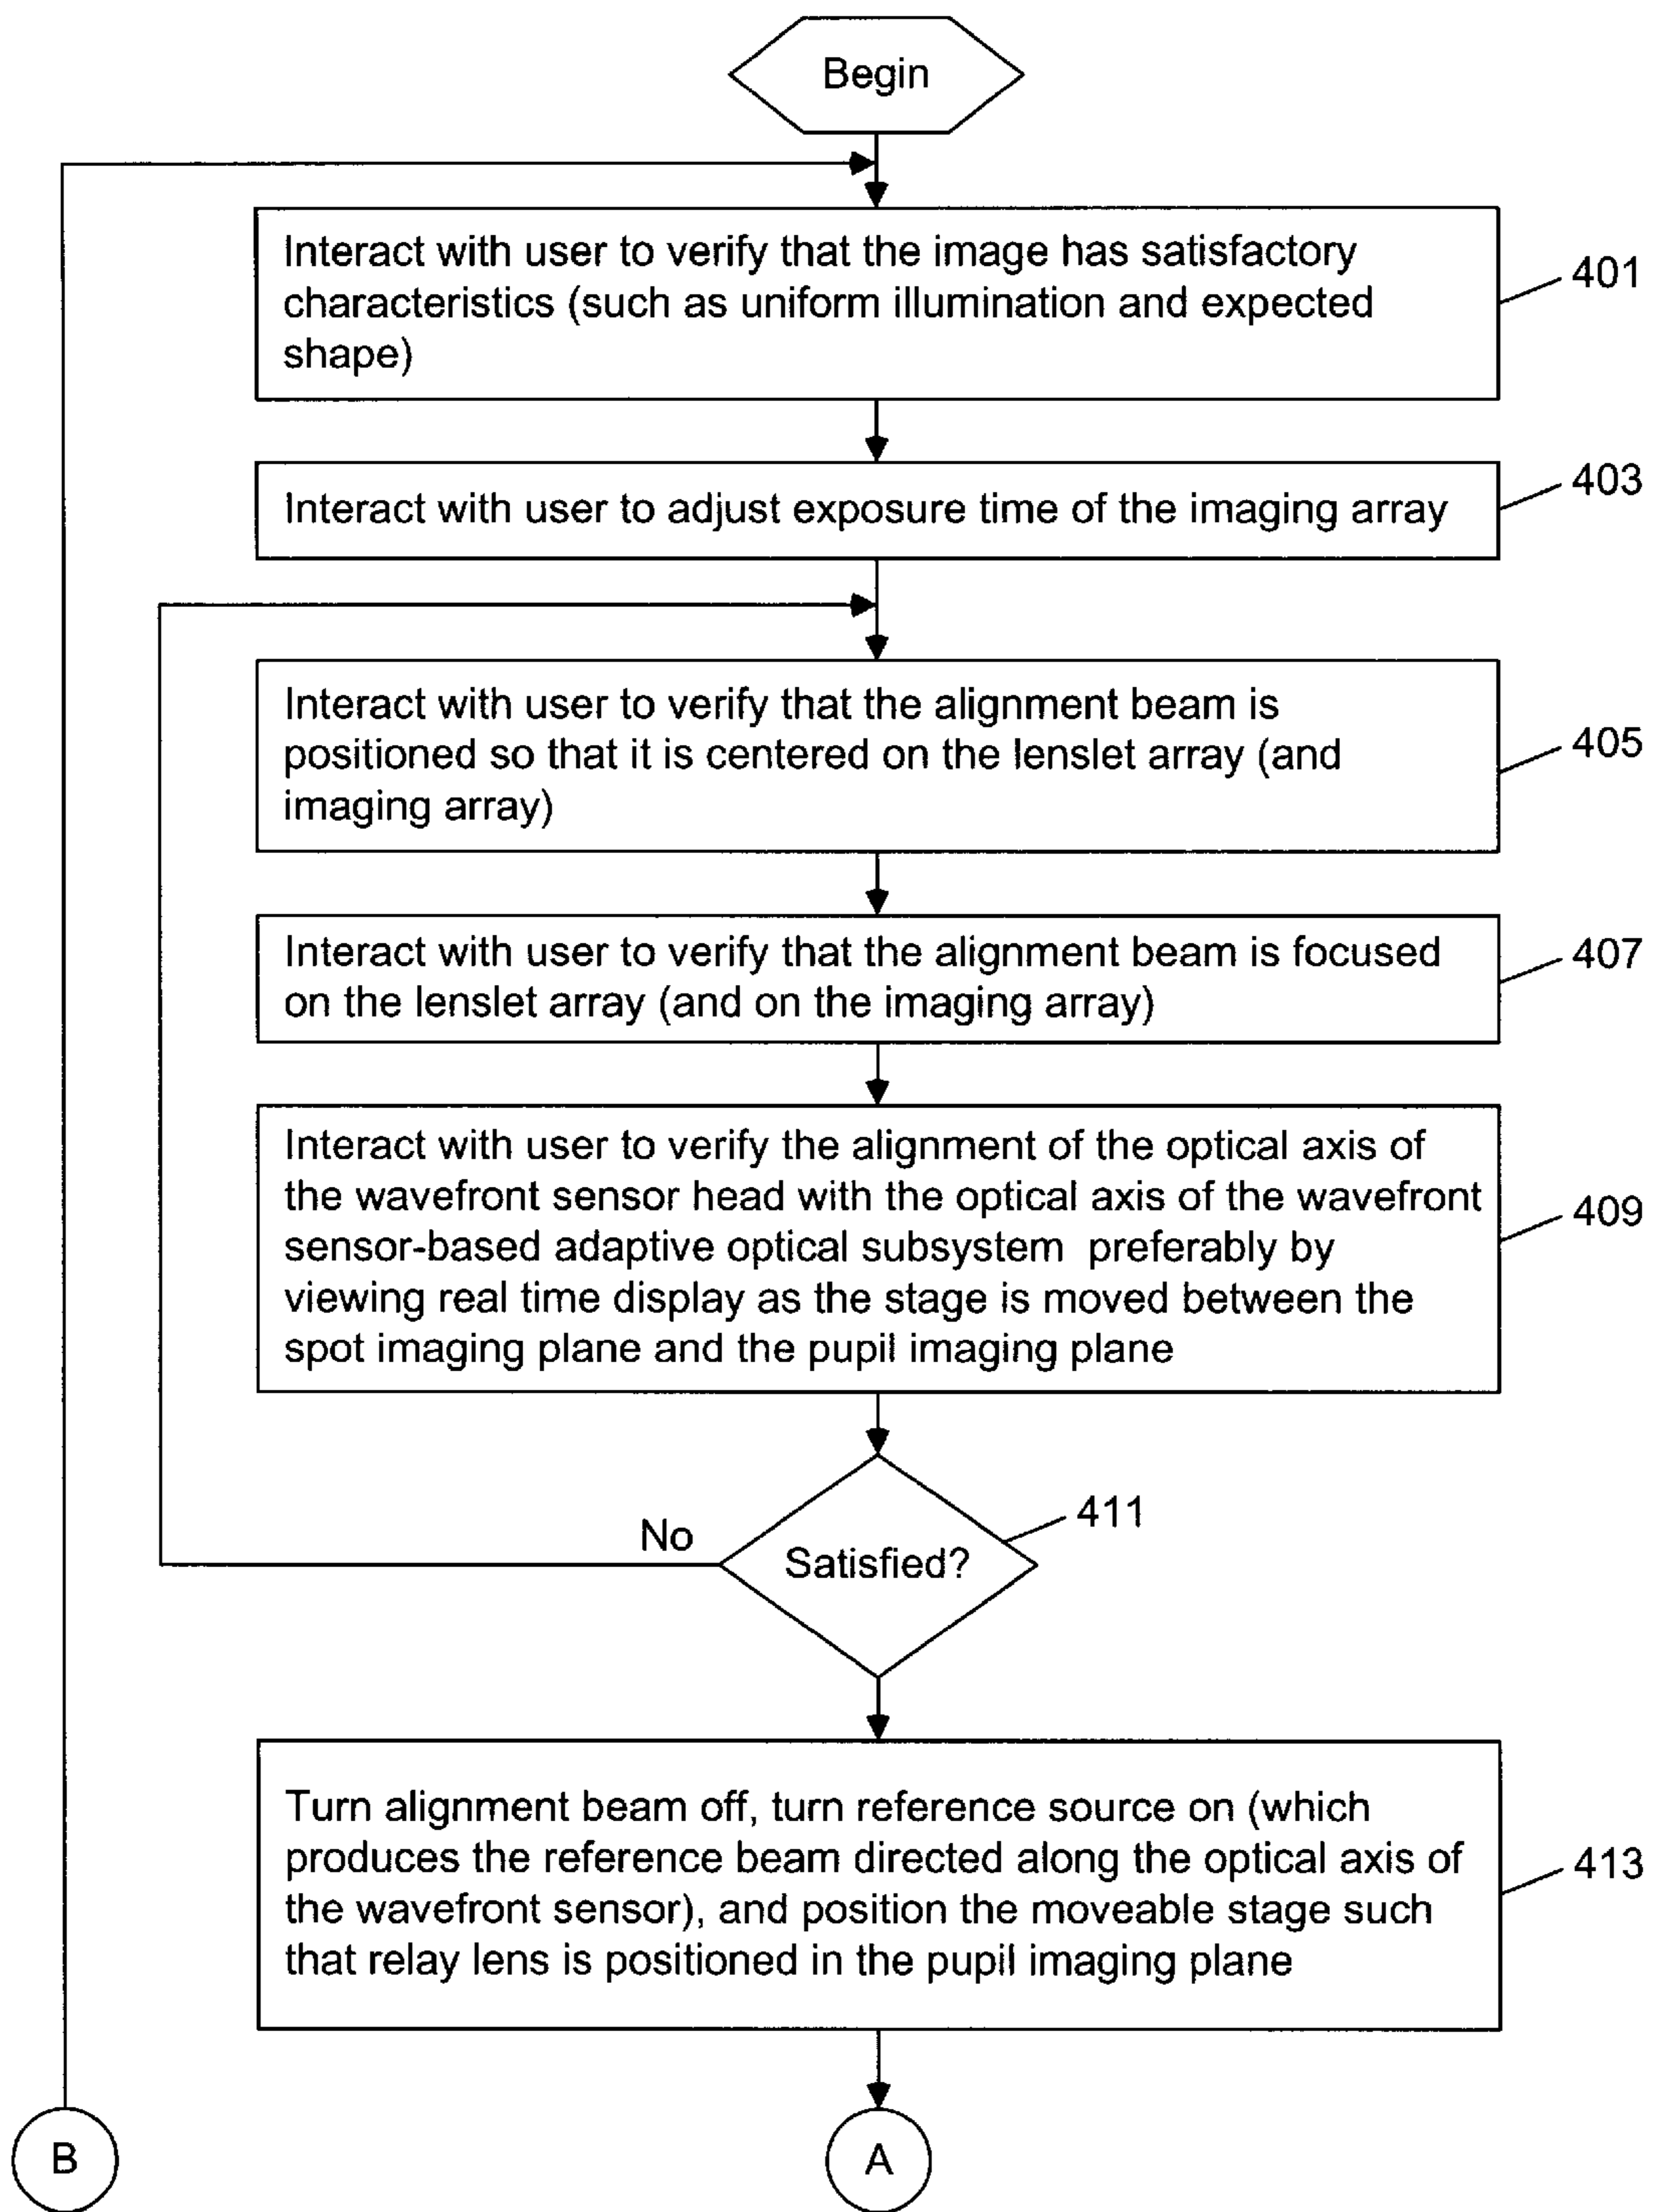 Begin
Interact with user to verify that the image has satisfactory
characteristics (such as uniform illumination and expected
shape)
401
Interact with user to adjust exposure time of the imaging array
403
Interact with user to verify that the alignment beam is
positioned so that it is centered on the lenslet array (and
imaging array)
405
Interact with user to verify that the alignment beam is focused
on the lenslet array (and on the imaging array)
407
Interact with user to verify the alignment of the optical axis of
the wavefront sensor head with the optical axis of the wavefront
sensor-based adaptive optical subsystem preferably by
viewing real time display as the stage is moved between the
spot imaging plane and the pupil imaging plane
409
411
No
Satisfied?
Turn alignment beam off, turn reference source on (which
produces the reference beam directed along the optical axis of
the wavefront sensor), and position the moveable stage such
that relay lens is positioned in the pupil imaging plane
413
B
A